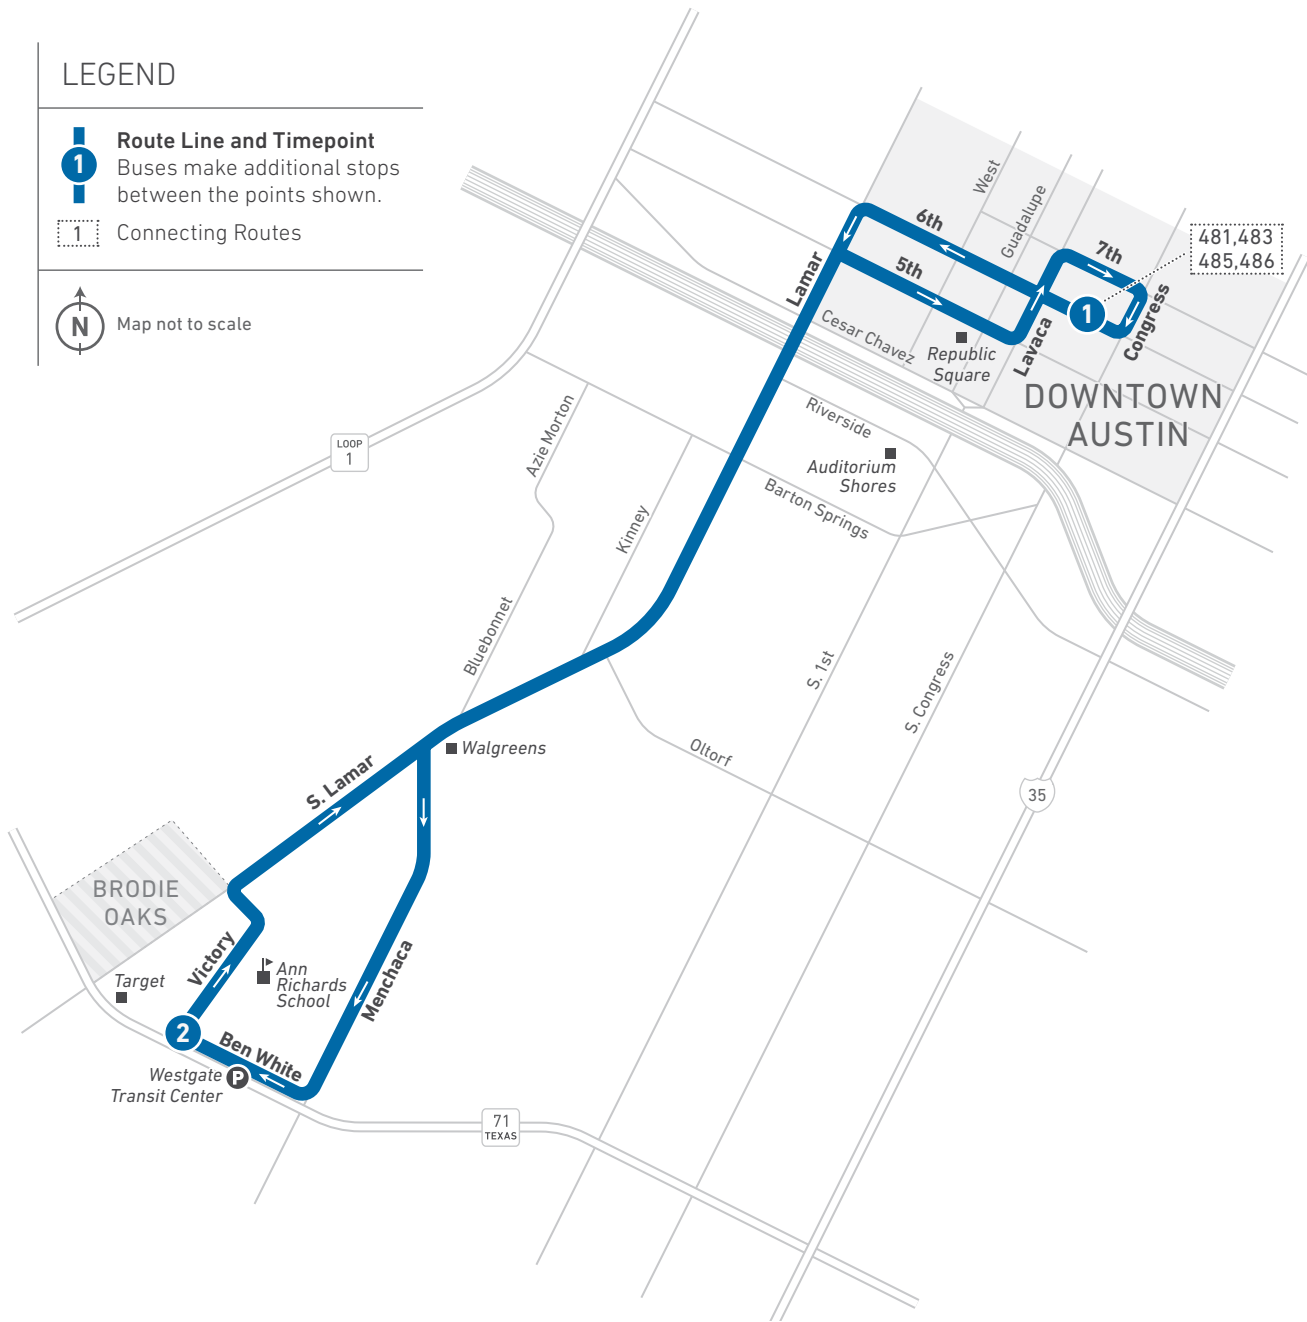 LEGEND
1
Route Line and Timepoint
Buses make additional stops
between the points shown.
1
Connecting Routes
N
Map not to scale
LOOP
1
West
Guadalupe
6th
5th
7th
481,483
485,486
Lamar
Cesar Chavez
Republic
Square
Lavaca
1
Congress
DOWNTOWN
AUSTIN
Riverside
Auditorium
Shores
Barton Springs
Azie Morton
Kinney
Bluebonnet
S. 1st
S. Congress
Oltorf
Walgreens
35
S. Lamar
BRODIE
OAKS
Victory
Target
Ann
Richards
School
Menchaca
2
Ben White
Westgate
Transit Center
P
71
TEXAS